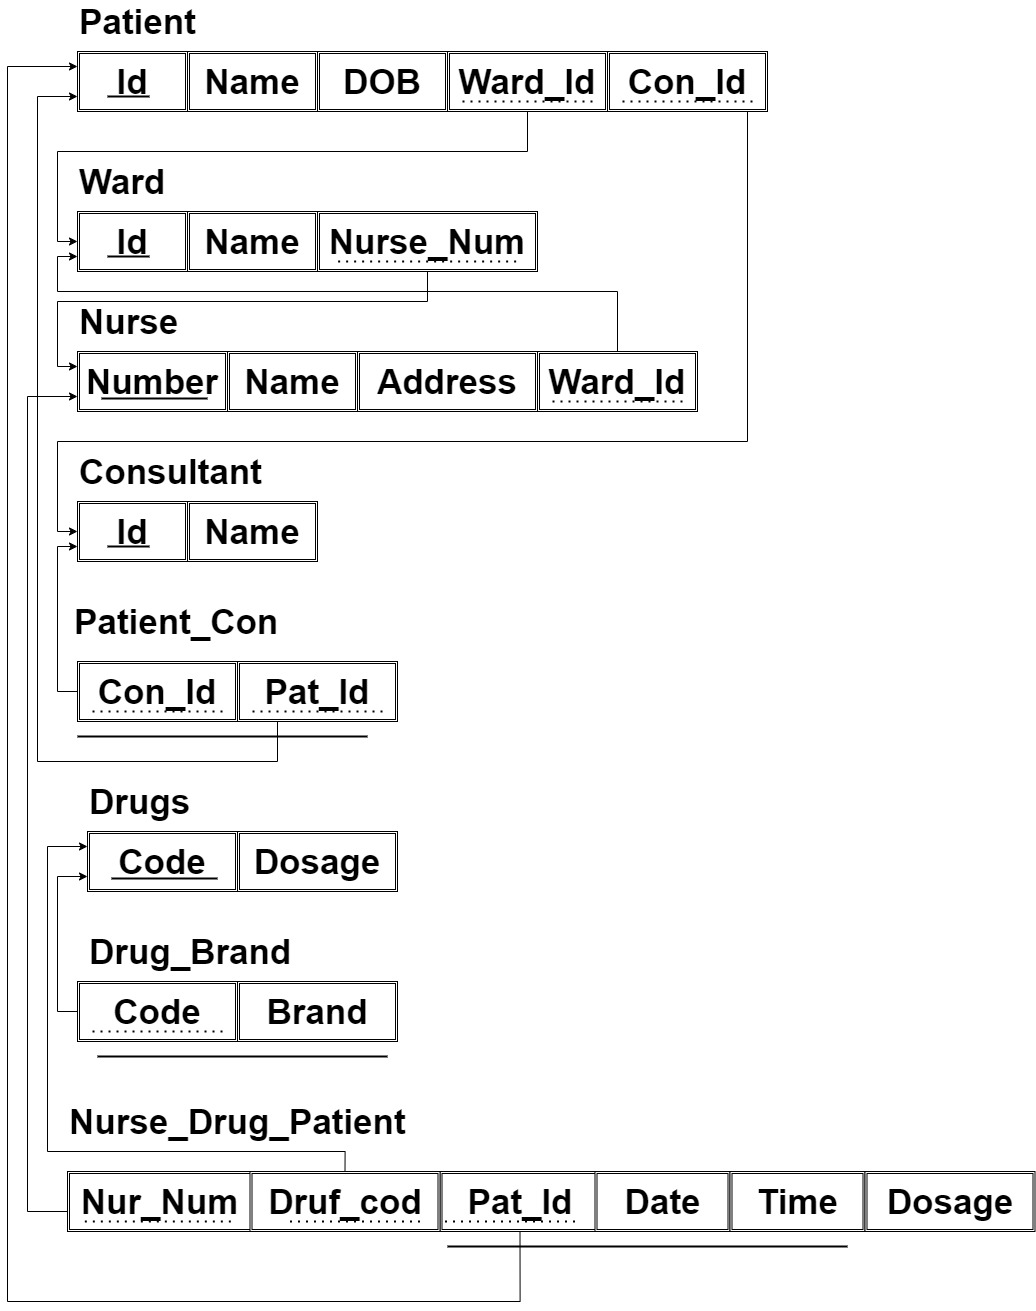 Patient
Id Name DOB Ward_Id Con_Id
Ward
Id Name Nurse_Num
Nurse
Number Name Address Ward_Id
Consultant
Id Name
Patient_Con
Con_Id Pat_Id
Drugs
Code Dosage
Drug_Brand
Code Brand
Nurse_Drug_Patient
Nur_Num Druf_cod Pat_Id Date Time Dosage